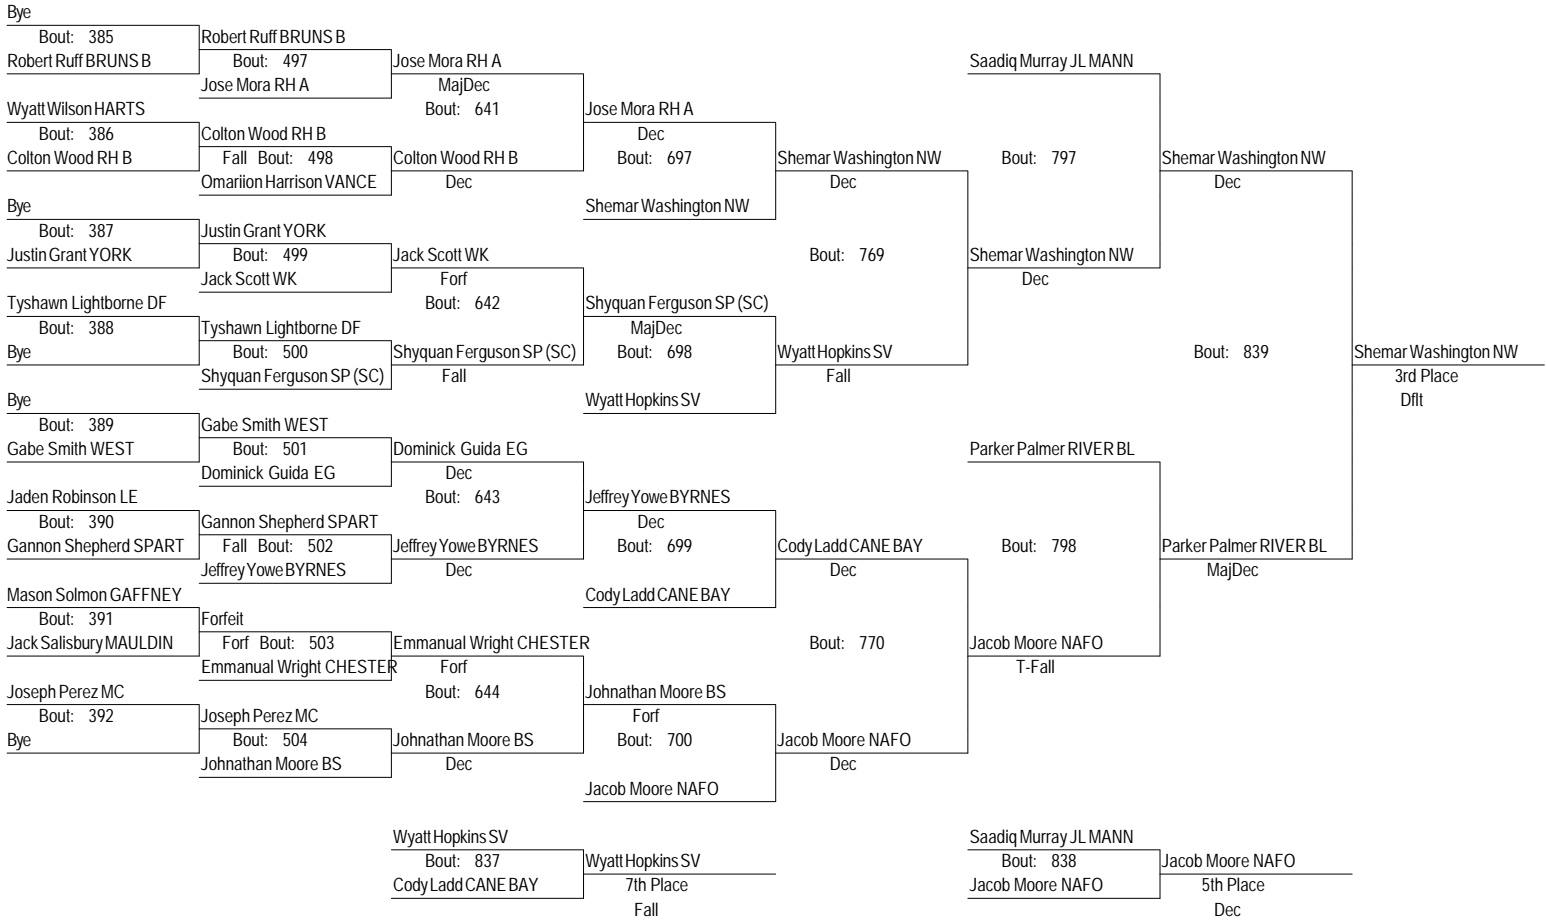 Bye
Bout: 385 Robert Ruff BRUNS B
Robert Ruff BRUNS B Bout: 497 Jose Mora RH A Saadiq Murray JL MANN
Jose Mora RH A MajDec
Wyatt Wilson HARTS Bout: 641 Jose Mora RH A
Bout: 386 Colton Wood RH B Dec
Colton Wood RH B Fall Bout: 498 Colton Wood RH B Bout: 697 Shemar Washington NW Bout: 797 Shemar Washington NW
Omariion Harrison VANCE Dec Dec Dec
Bye Shemar Washington NW
Bout: 387 Justin Grant YORK
Justin Grant YORK Bout: 499 Jack Scott WK Bout: 769 Shemar Washington NW
Jack Scott WK Forf Dec
Tyshawn Lightborne DF Bout: 642 Shyquan Ferguson SP (SC)
Bout: 388 Tyshawn Lightborne DF MajDec
Bye Bout: 500 Shyquan Ferguson SP (SC) Bout: 698 Wyatt Hopkins SV Bout: 839 Shemar Washington NW
Shyquan Ferguson SP (SC) Fall Fall 3rd Place
Bye Wyatt Hopkins SV Dflt
Bout: 389 Gabe Smith WEST
Gabe Smith WEST Bout: 501 Dominick Guida EG Parker Palmer RIVER BL
Dominick Guida EG Dec
Jaden Robinson LE Bout: 643 Jeffrey Yowe BYRNES
Bout: 390 Gannon Shepherd SPART Dec
Gannon Shepherd SPART Fall Bout: 502 Jeffrey Yowe BYRNES Bout: 699 Cody Ladd CANE BAY Bout: 798 Parker Palmer RIVER BL
Jeffrey Yowe BYRNES Dec Dec MajDec
Mason Solmon GAFFNEY Cody Ladd CANE BAY
Bout: 391 Forfeit
Jack Salisbury MAULDIN Forf Bout: 503 Emmanual Wright CHESTER Bout: 770 Jacob Moore NAFO
Emmanual Wright CHESTER Forf T-Fall
Joseph Perez MC Bout: 644 Johnathan Moore BS
Bout: 392 Joseph Perez MC Forf
Bye Bout: 504 Johnathan Moore BS Bout: 700 Jacob Moore NAFO
Johnathan Moore BS Dec Dec
Jacob Moore NAFO
Wyatt Hopkins SV Saadiq Murray JL MANN
Bout: 837 Wyatt Hopkins SV Bout: 838 Jacob Moore NAFO
Cody Ladd CANE BAY 7th Place Jacob Moore NAFO 5th Place
Fall Dec